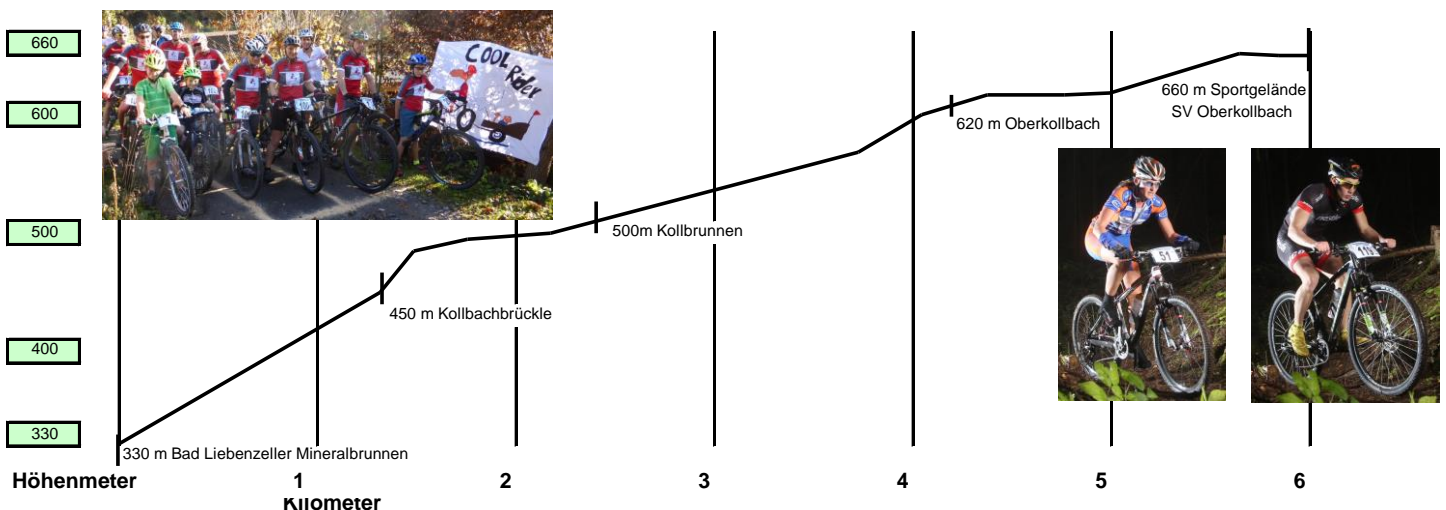 660
600
500
400
330
COOL
Rider
51
119
660 m Sportgelände
SV Oberkollbach
620 m Oberkollbach
500m Kollbrunnen
450 m Kollbachbrückle
330 m Bad Liebenzeller Mineralbrunnen
Höhenmeter 1 2 3 4 5 6
Kilometer